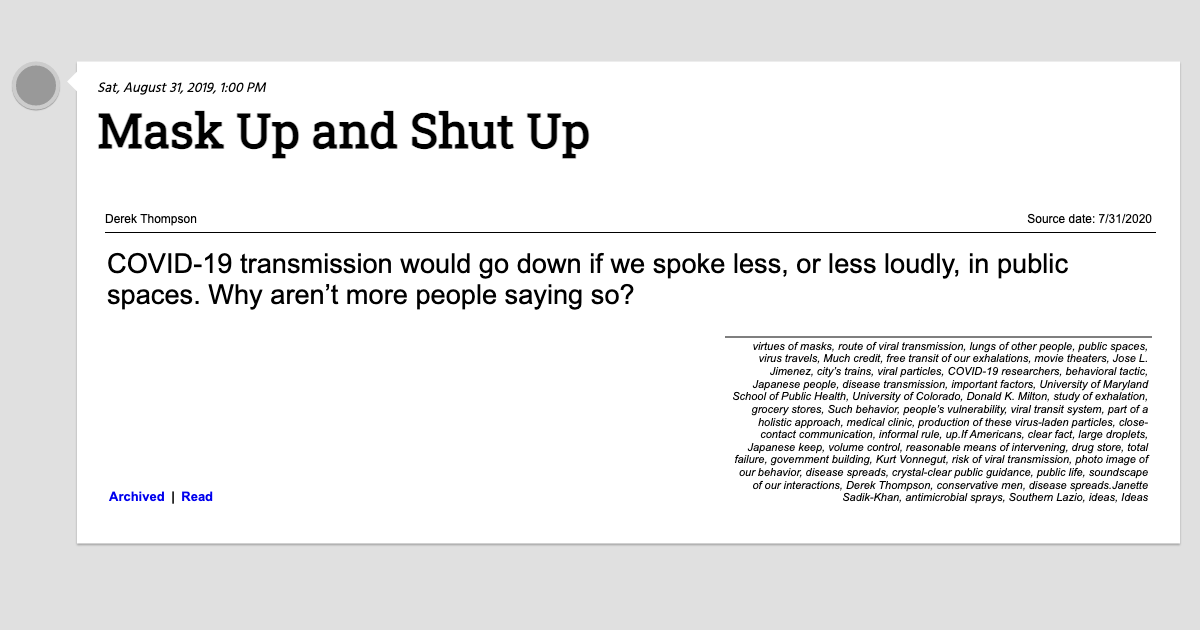 Sat, August 31, 2019, 1:00 PM
Mask Up and Shut Up
Derek Thompson
Source date: 7/31/2020
COVID-19 transmission would go down if we spoke less, or less loudly, in public
spaces. Why aren’t more people saying so?
virtues of masks, route of viral transmission, lungs of other people, public spaces,
virus travels, Much credit, free transit of our exhalations, movie theaters, Jose L.
Jimenez, city’s trains, viral particles, COVID-19 researchers, behavioral tactic,
Japanese people, disease transmission, important factors, University of Maryland
School of Public Health, University of Colorado, Donald K. Milton, study of exhalation,
grocery stores, Such behavior, people’s vulnerability, viral transit system, part of a
holistic approach, medical clinic, production of these virus-laden particles, close-
contact communication, informal rule, up.If Americans, clear fact, large droplets,
Japanese keep, volume control, reasonable means of intervening, drug store, total
failure, government building, Kurt Vonnegut, risk of viral transmission, photo image of
our behavior, disease spreads, crystal-clear public guidance, public life, soundscape
of our interactions, Derek Thompson, conservative men, disease spreads.Janette
Sadik-Khan, antimicrobial sprays, Southern Lazio, ideas, Ideas
Archived | Read